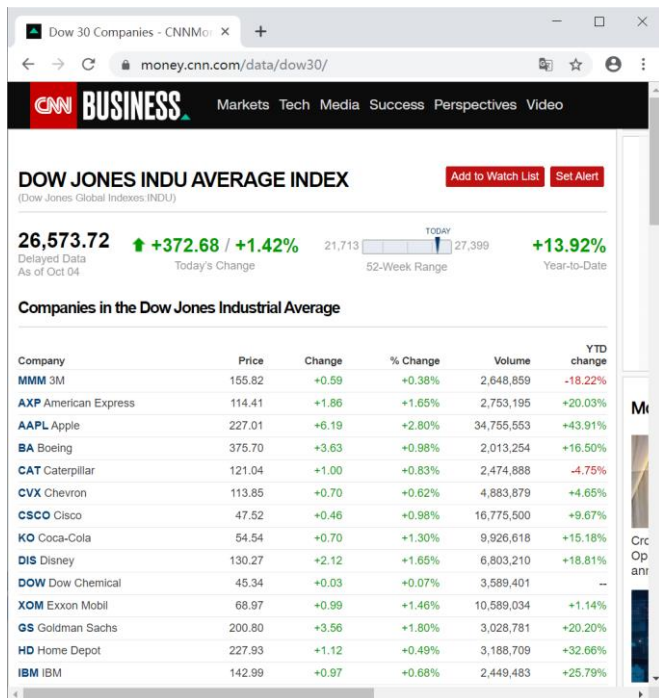 Dow 30 Companies - CNNMo
money.cnn.com/data/dow30/
CNN BUSINESS Markets Tech Media Success Perspectives Video
DOW JONES INDU AVERAGE INDEX
Add to Watch List Set Alert
(Dow Jones Global Indexes:INDU)
TODAY
26,573.72 +372.68 / +1.42% 21,713 27,399 +13.92%
Delayed Data Today's Change 52-Week Range Year-to-Date
As of Oct 04
Companies in the Dow Jones Industrial Average
YTD
Company Price Change % Change Volume change
MMM 3M 155.82 +0.59 +0.38% 2,648,859 -18.22%
AXP American Express 114.41 +1.86 +1.65% 2,753,195 +20.03%
AAPL Apple 227.01 +6.19 +2.80% 34,755,553 +43.91%
BA Boeing 375.70 +3.63 +0.98% 2,013,254 +16.50%
CAT Caterpillar 121.04 +1.00 +0.83% 2,474,888 -4.75%
CVX Chevron 113.85 +0.70 +0.62% 4,883,879 +4.65%
CSCO Cisco 47.52 +0.46 +0.98% 16,775,500 +9.67%
KO Coca-Cola 54.54 +0.70 +1.30% 9,926,618 +15.18%
DIS Disney 130.27 +2.12 +1.65% 6,803,210 +18.81%
DOW Dow Chemical 45.34 +0.03 +0.07% 3,589,401 --
XOM Exxon Mobil 68.97 +0.99 +1.46% 10,589,034 +1.14%
GS Goldman Sachs 200.80 +3.56 +1.80% 3,028,781 +20.20%
HD Home Depot 227.93 +1.12 +0.49% 3,188,709 +32.66%
IBM IBM 142.99 +0.97 +0.68% 2,449,483 +25.79%
Cro
Op
ann